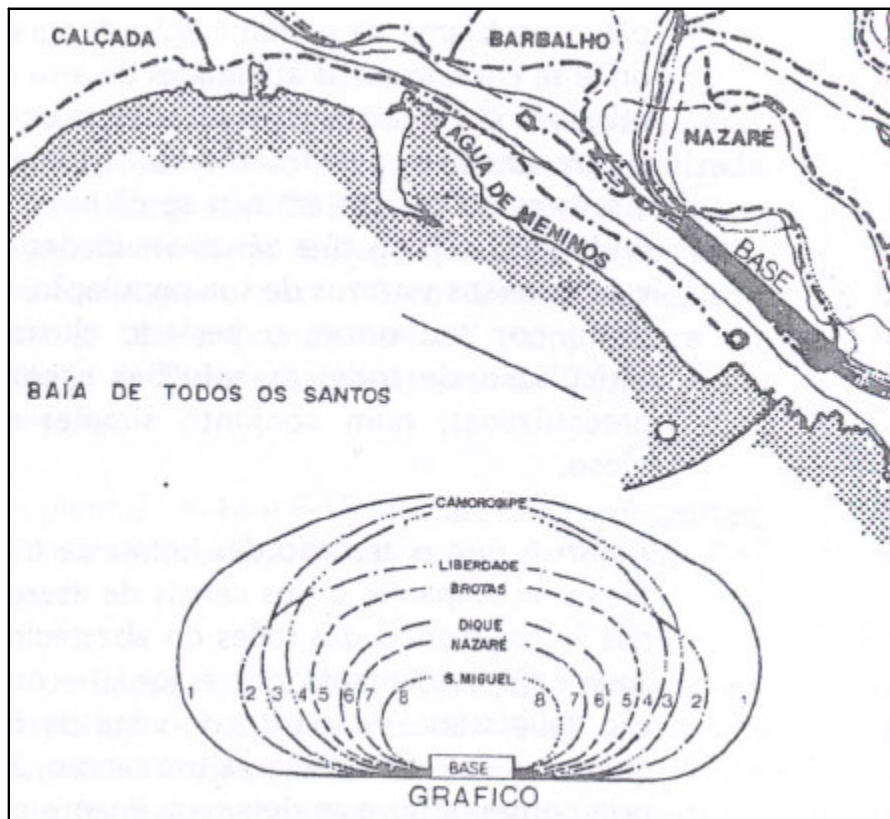 CALÇADA
BARBALHO
NAZARÉ
ÁGUA DE MENINOS
BASE
BAÍA DE TODOS OS SANTOS
CAMOROGIPE
LIBERDADE
BROTAS
DIQUE
NAZARÉ
S. MIGUEL
1 2 3 4 5 6 7 8 8 7 6 5 4 3 2 1
BASE
GRAFICO